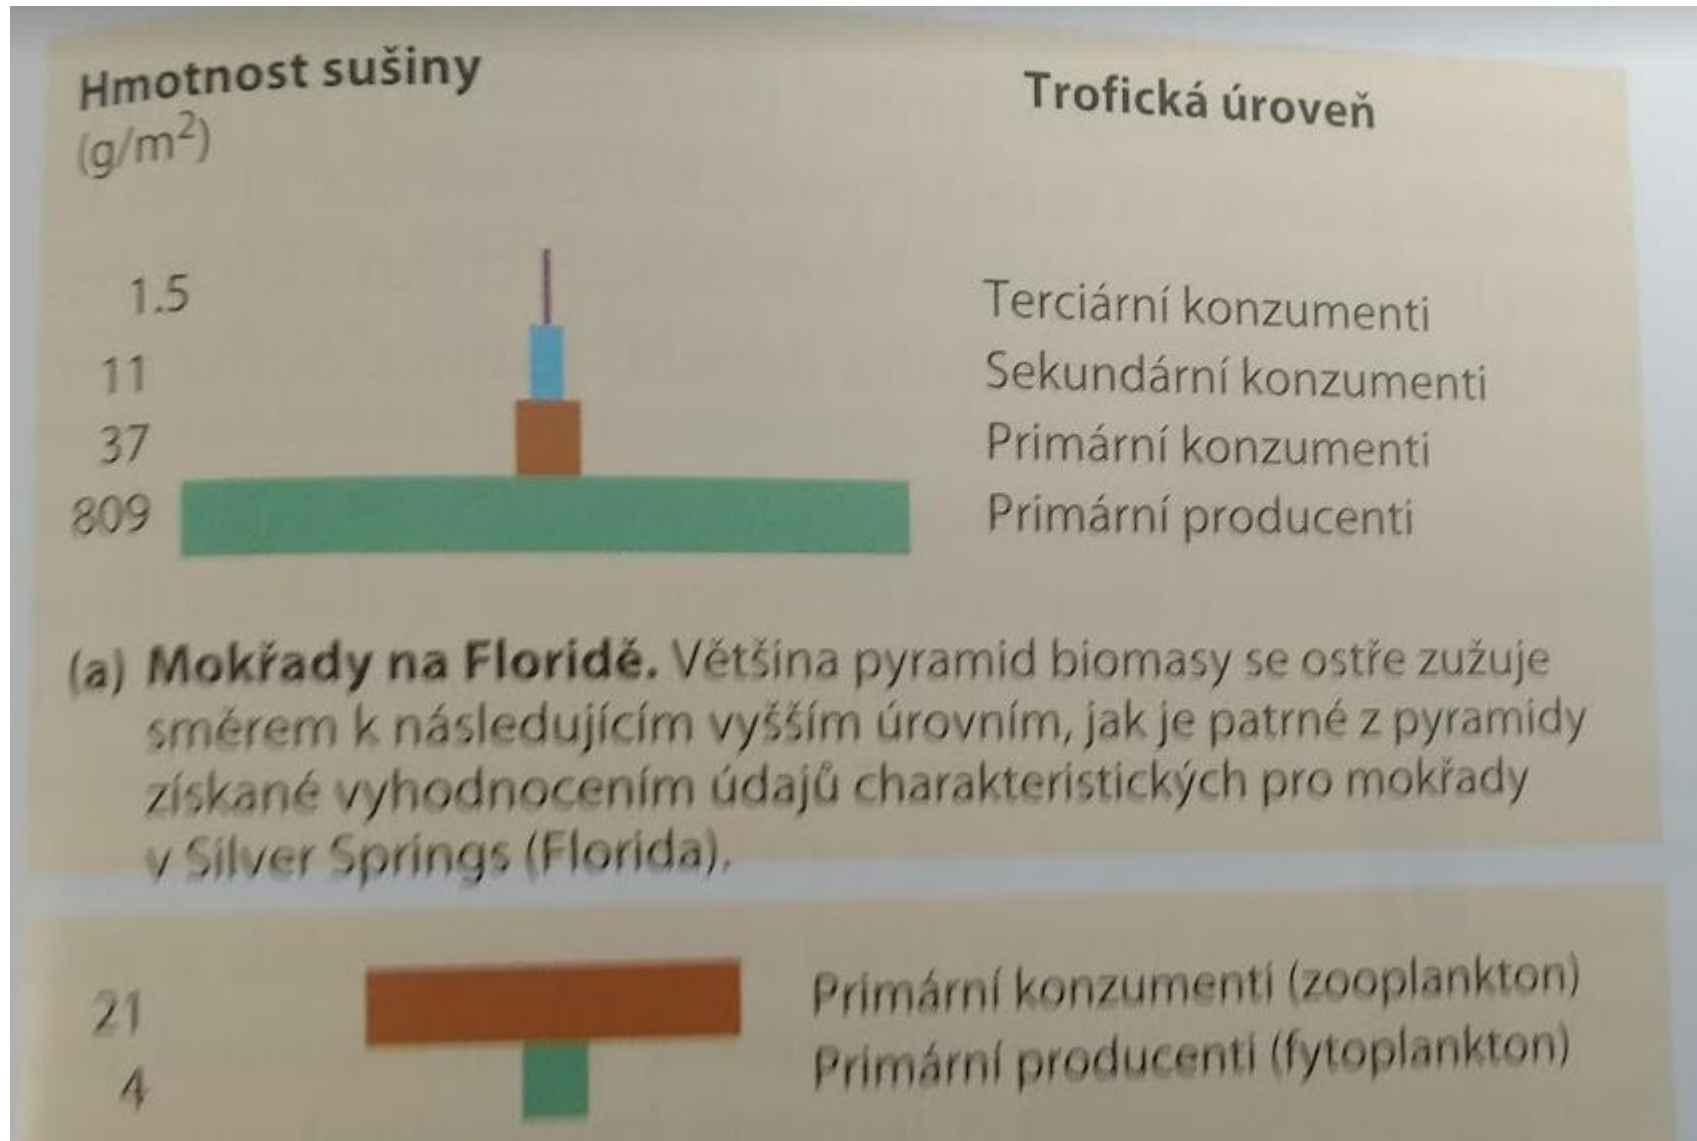 Hmotnost sušiny
(g/m²)
Trofická úroveň
1.5 Terciární konzumenti
11 Sekundární konzumenti
37 Primární konzumenti
809 Primární producenti
(a) Mokřady na Floridě. Většina pyramid biomasy se ostře zužuje
směrem k následujícím vyšším úrovním, jak je patrné z pyramidy
získané vyhodnocením údajů charakteristických pro mokřady
v Silver Springs (Florida).
21 Primární konzumenti (zooplankton)
4 Primární producenti (fytoplankton)